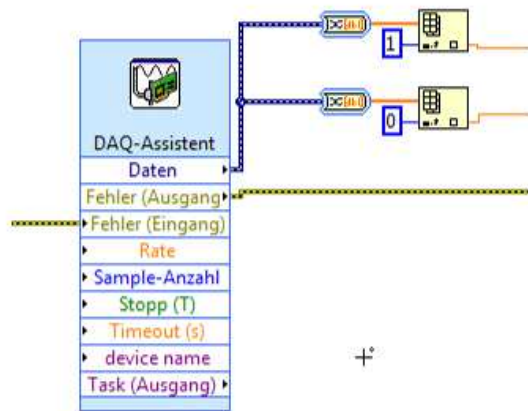 1
0
DAQ-Assistent
Daten
Fehler (Ausgang
Fehler (Eingang)
Rate
Sample-Anzahl
Stopp (T)
Timeout (s)
device name
Task (Ausgang)